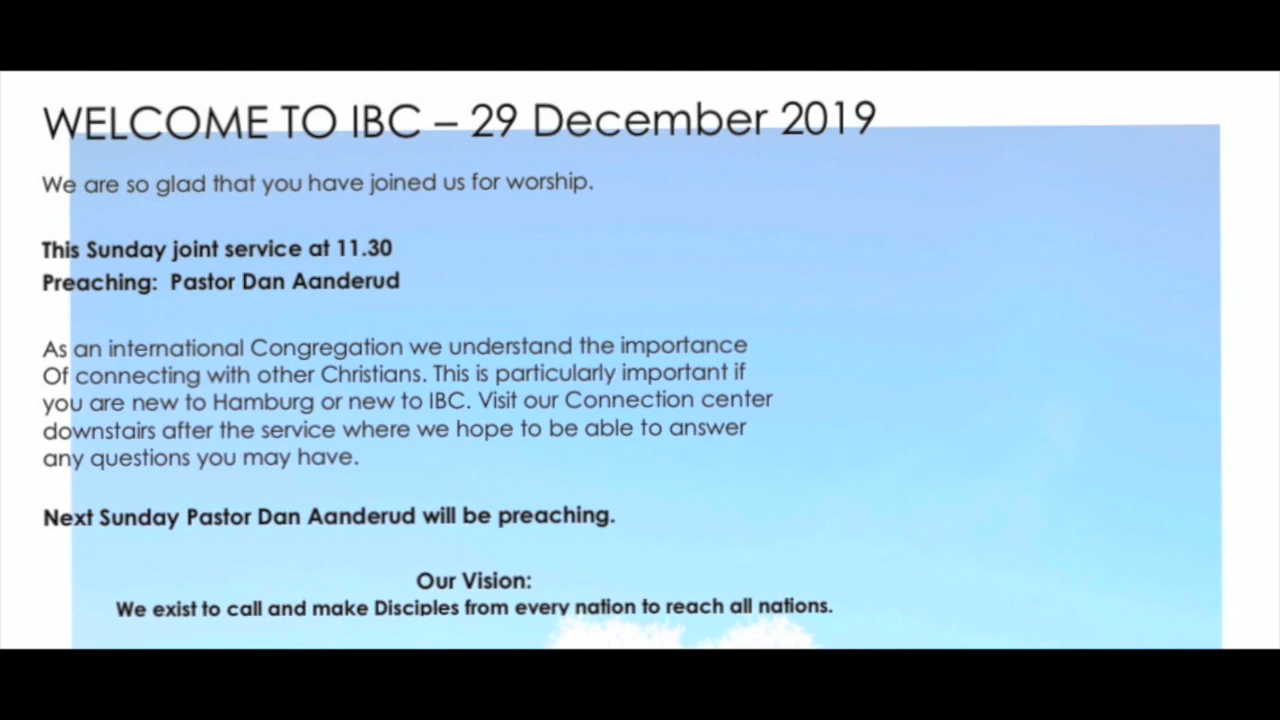 WELCOME TO IBC – 29 December 2019
We are so glad that you have joined us for worship.
This Sunday joint service at 11.30
Preaching: Pastor Dan Aanderud
As an international Congregation we understand the importance
Of connecting with other Christians. This is particularly important if
you are new to Hamburg or new to IBC. Visit our Connection center
downstairs after the service where we hope to be able to answer
any questions you may have.
Next Sunday Pastor Dan Aanderud will be preaching.
Our Vision:
We exist to call and make Disciples from every nation to reach all nations.